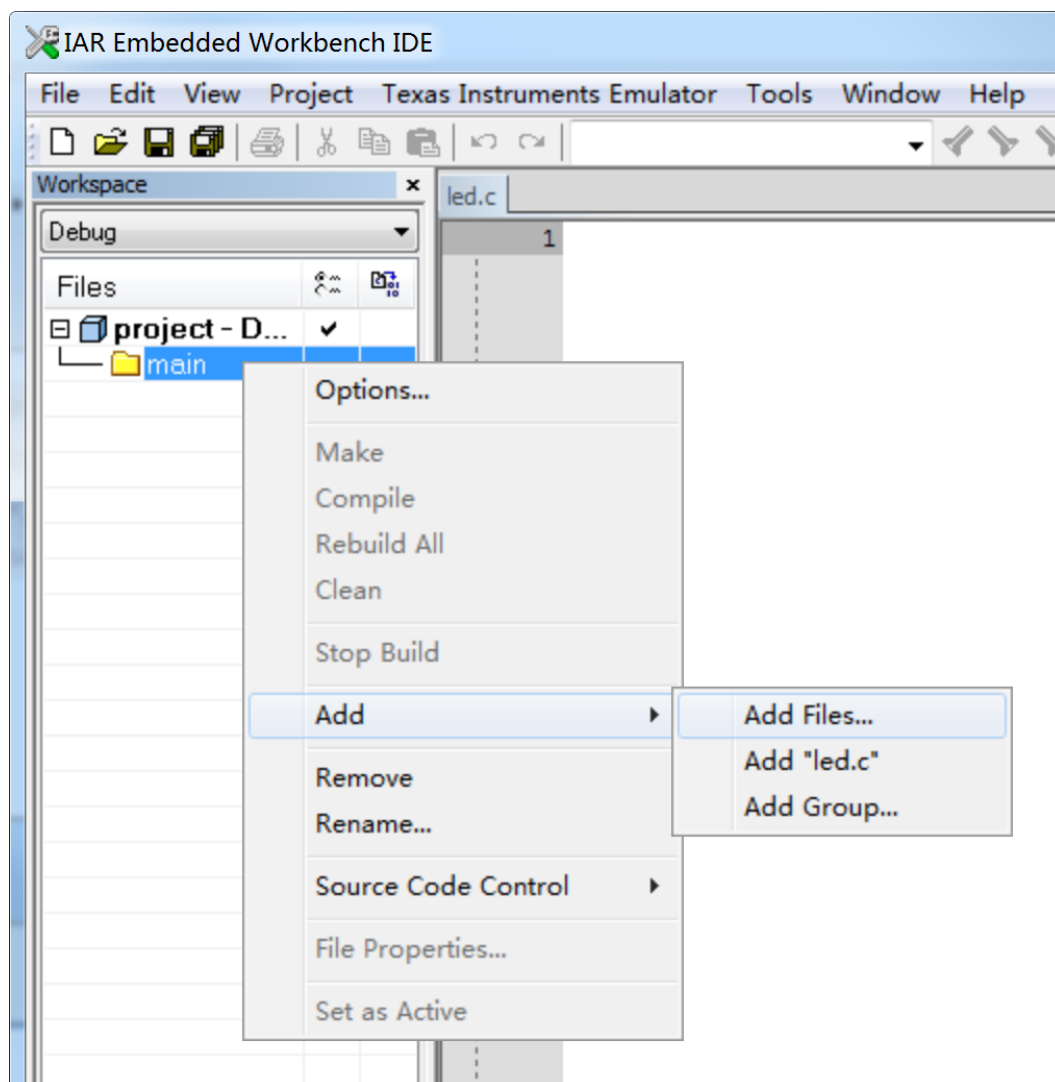 IAR Embedded Workbench IDE
File Edit View Project Texas Instruments Emulator Tools Window Help
Workspace
led.c
Debug
1
Files
project - D...
main
Options...
Make
Compile
Rebuild All
Clean
Stop Build
Add
Add Files...
Add "led.c"
Add Group...
Remove
Rename...
Source Code Control
File Properties...
Set as Active